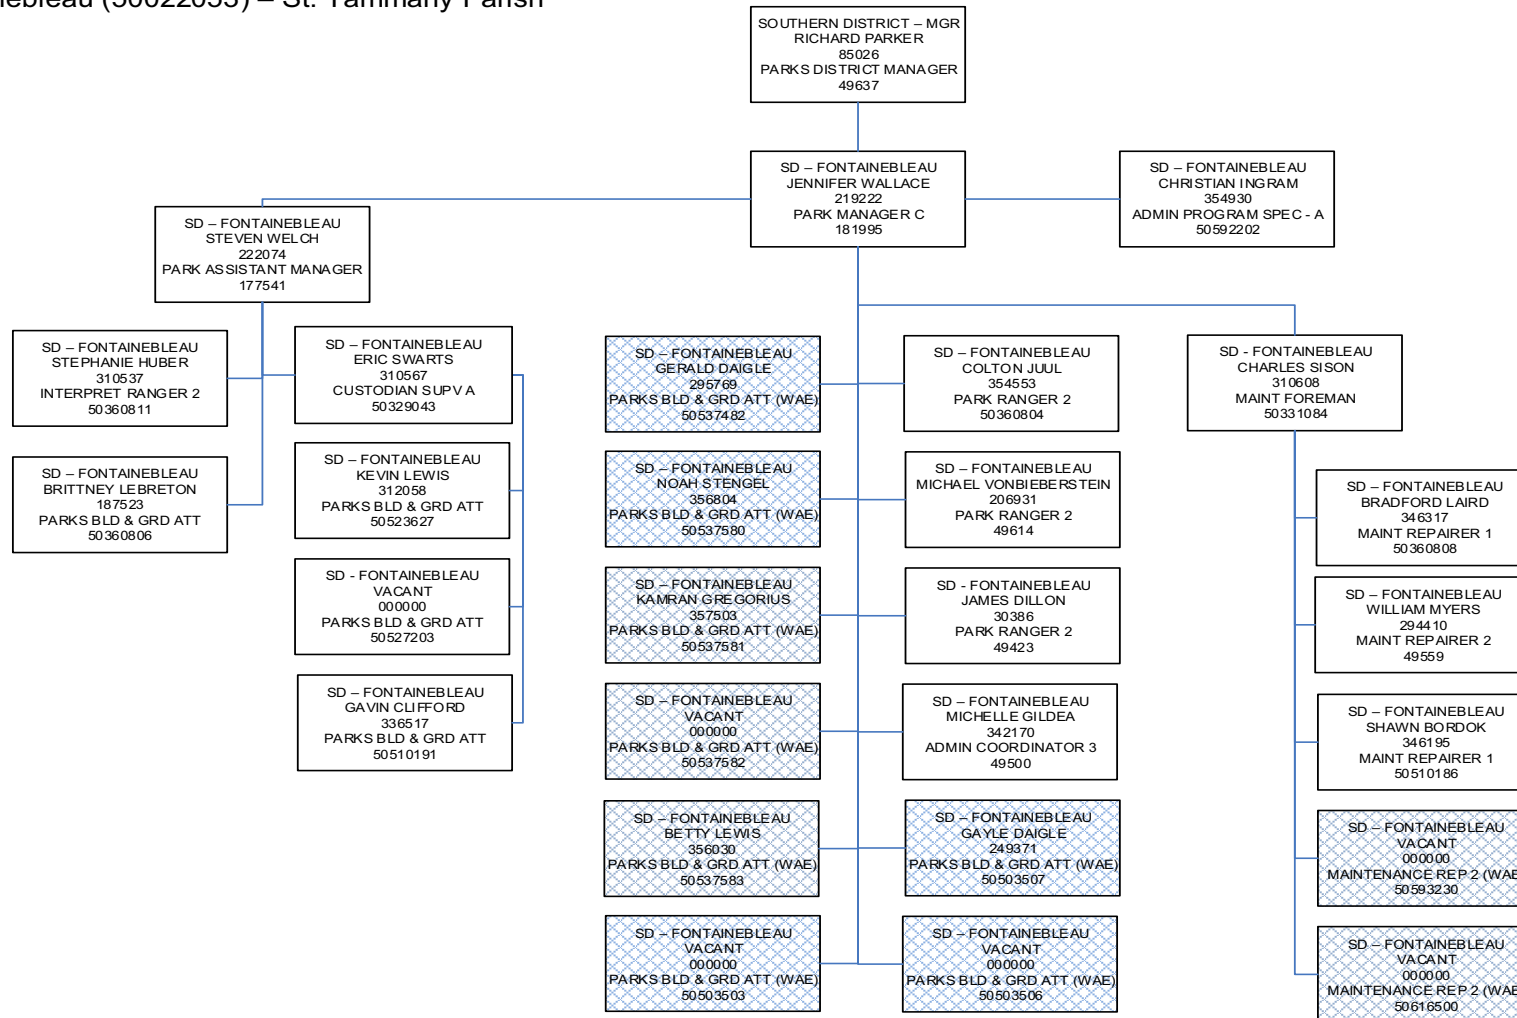 nebleau (50022053) – St. Tammany Parish
SOUTHERN DISTRICT – MGR
RICHARD PARKER
85026
PARKS DISTRICT MANAGER
49637
SD – FONTAINEBLEAU
JENNIFER WALLACE
219222
PARK MANAGER C
181995
SD – FONTAINEBLEAU
CHRISTIAN INGRAM
354930
ADMIN PROGRAM SPEC - A
50592202
SD – FONTAINEBLEAU
STEVEN WELCH
222074
PARK ASSISTANT MANAGER
177541
SD – FONTAINEBLEAU
STEPHANIE HUBER
310537
INTERPRET RANGER 2
50360811
SD – FONTAINEBLEAU
BRITTNEY LEBRETON
187523
PARKS BLD & GRD ATT
50360806
SD – FONTAINEBLEAU
ERIC SWARTS
310567
CUSTODIAN SUPV A
50329043
SD – FONTAINEBLEAU
KEVIN LEWIS
312058
PARKS BLD & GRD ATT
50523627
SD - FONTAINEBLEAU
VACANT
000000
PARKS BLD & GRD ATT
50527203
SD – FONTAINEBLEAU
GAVIN CLIFFORD
336517
PARKS BLD & GRD ATT
50510191
SD – FONTAINEBLEAU
GERALD DAIGLE
295769
PARKS BLD & GRD ATT (WAE)
50537482
SD – FONTAINEBLEAU
NOAH STENGEL
356804
PARKS BLD & GRD ATT (WAE)
50537580
SD – FONTAINEBLEAU
KAMRAN GREGORIUS
357503
PARKS BLD & GRD ATT (WAE)
50537581
SD – FONTAINEBLEAU
VACANT
000000
PARKS BLD & GRD ATT (WAE)
50537582
SD – FONTAINEBLEAU
BETTY LEWIS
356030
PARKS BLD & GRD ATT (WAE)
50537583
SD – FONTAINEBLEAU
VACANT
000000
PARKS BLD & GRD ATT (WAE)
50503503
SD – FONTAINEBLEAU
COLTON JUUL
354553
PARK RANGER 2
50360804
SD – FONTAINEBLEAU
MICHAEL VONBIEBERSTEIN
206931
PARK RANGER 2
49614
SD - FONTAINEBLEAU
JAMES DILLON
30386
PARK RANGER 2
49423
SD – FONTAINEBLEAU
MICHELLE GILDEA
342170
ADMIN COORDINATOR 3
49500
SD – FONTAINEBLEAU
GAYLE DAIGLE
249371
PARKS BLD & GRD ATT (WAE)
50503507
SD – FONTAINEBLEAU
VACANT
000000
PARKS BLD & GRD ATT (WAE)
50503506
SD - FONTAINEBLEAU
CHARLES SISON
310608
MAINT FOREMAN
50331084
SD – FONTAINEBLEAU
BRADFORD LAIRD
346317
MAINT REPAIRER 1
50360808
SD – FONTAINEBLEAU
WILLIAM MYERS
294410
MAINT REPAIRER 2
49559
SD – FONTAINEBLEAU
SHAWN BORDOK
346195
MAINT REPAIRER 1
50510186
SD – FONTAINEBLEAU
VACANT
000000
MAINTENANCE REP 2 (WAE
50593230
SD – FONTAINEBLEAU
VACANT
000000
MAINTENANCE REP 2 (WAE
50616500